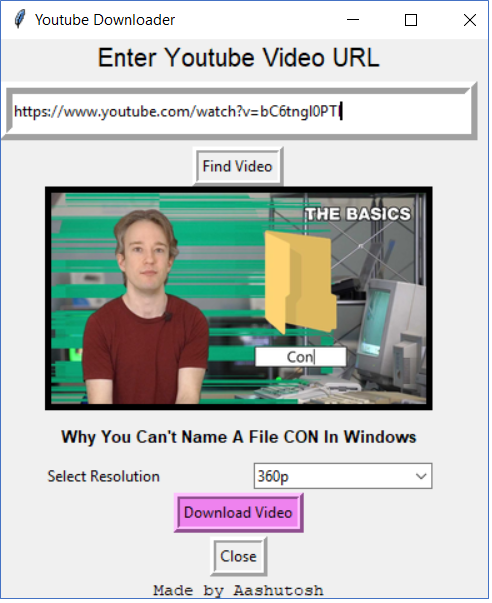 Youtube Downloader
Enter Youtube Video URL
https://www.youtube.com/watch?v=bC6tngl0PTI
Find Video
THE BASICS
Con
Why You Can't Name A File CON In Windows
Select Resolution 360p
Download Video
Close
Made by Aashutosh